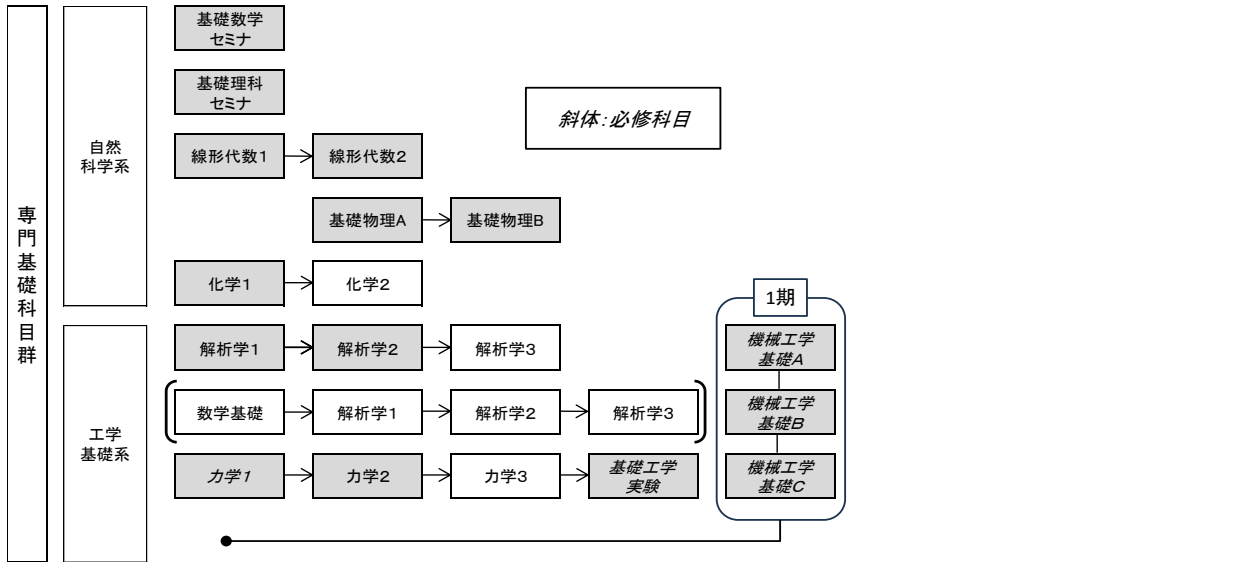 専門基礎科目群
自然
科学系
基礎数学
セミナ
基礎理科
セミナ
斜体：必修科目
線形代数1
線形代数2
基礎物理A
基礎物理B
化学1
化学2
1期
工学
基礎系
解析学1
解析学2
解析学3
機械工学
基礎A
数学基礎
解析学1
解析学2
解析学3
機械工学
基礎B
力学1
力学2
力学3
基礎工学
実験
機械工学
基礎C